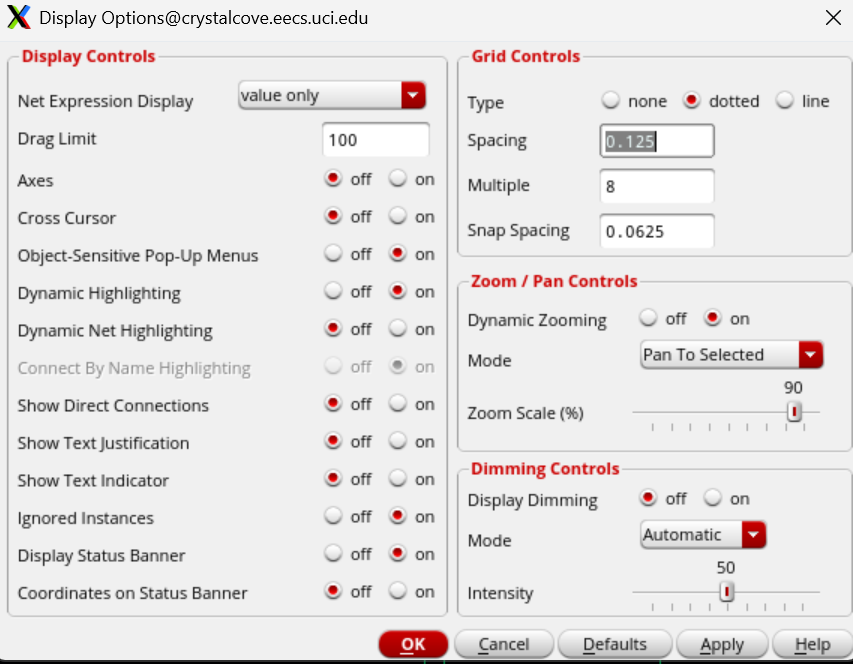 Display Options@crystalcove.eecs.uci.edu
Display Controls
Net Expression Display value only
Drag Limit 100
Axes off on
Cross Cursor off on
Object-Sensitive Pop-Up Menus off on
Dynamic Highlighting off on
Dynamic Net Highlighting off on
Connect By Name Highlighting off on
Show Direct Connections off on
Show Text Justification off on
Show Text Indicator off on
Ignored Instances off on
Display Status Banner off on
Coordinates on Status Banner off on
Grid Controls
Type none dotted line
Spacing 0.125
Multiple 8
Snap Spacing 0.0625
Zoom / Pan Controls
Dynamic Zooming off on
Mode Pan To Selected
90
Zoom Scale (%)
Dimming Controls
Display Dimming off on
Mode Automatic
50
Intensity
OK Cancel Defaults Apply Help